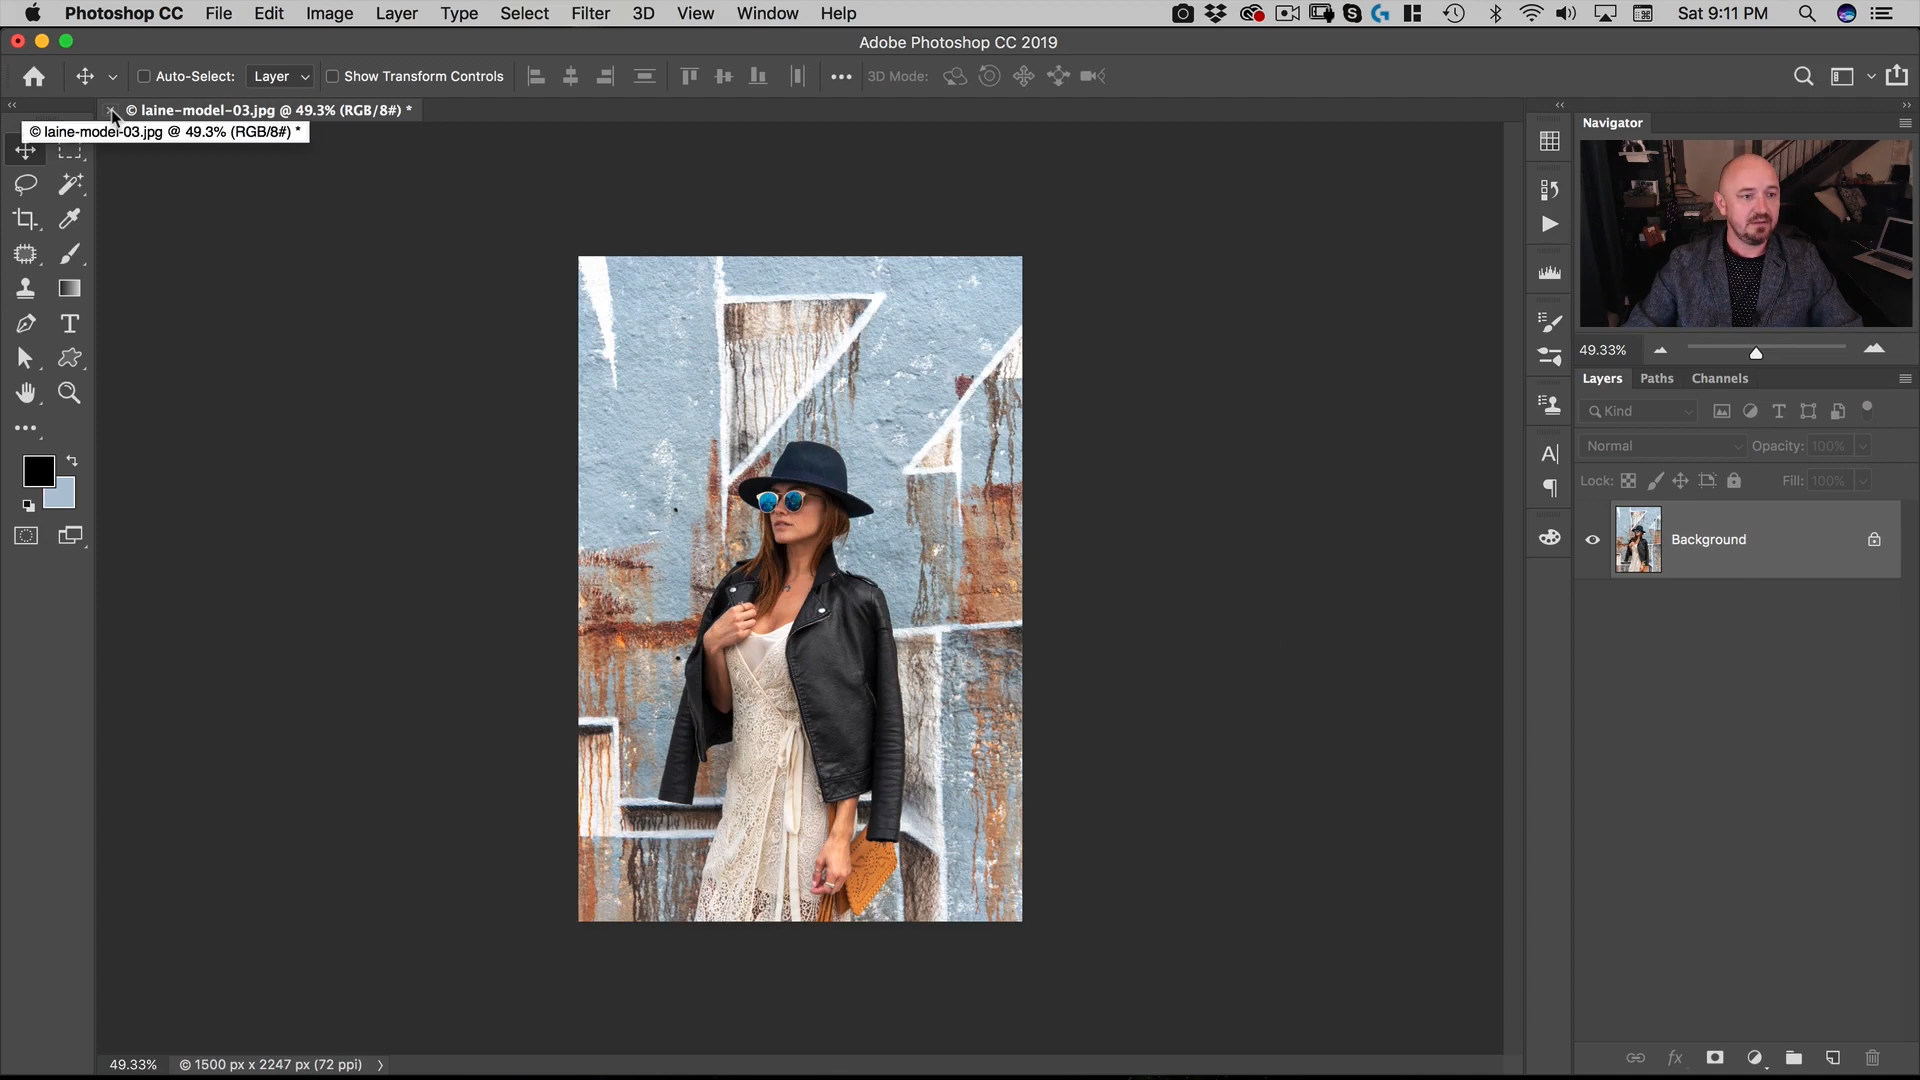 Photoshop CC File Edit Image Layer Type Select Filter 3D View Window Help Sat 9:11 PM
Adobe Photoshop CC 2019
Auto-Select: Layer Show Transform Controls 3D Mode:
© laine-model-03.jpg @ 49.3% (RGB/8#) *
© laine-model-03.jpg @ 49.3% (RGB/8#) *
Navigator
49.33%
Layers Paths Channels
Kind
Normal Opacity: 100%
Lock: Fill: 100%
Background
49.33% © 1500 px x 2247 px (72 ppi)